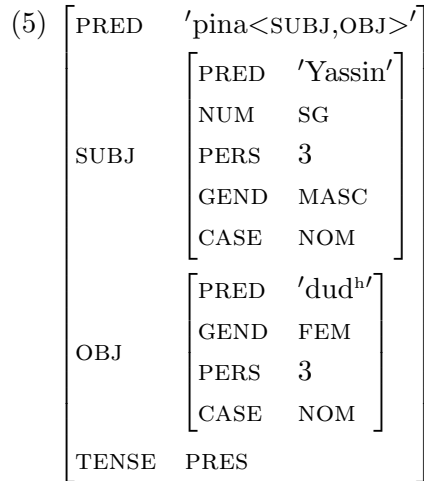 (5) PRED 'pina<SUBJ,OBJ>'
PRED 'Yassin'
NUM SG
SUBJ PERS 3
GEND MASC
CASE NOM
PRED 'dudʰ'
GEND FEM
OBJ PERS 3
CASE NOM
TENSE PRES